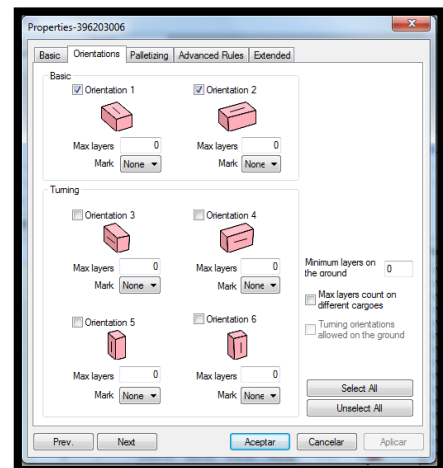 Properties-396203006
Basic Orientations Palletizing Advanced Rules Extended
Basic
Orientation 1 Orientation 2
Max layers 0 Max layers 0
Mark None Mark None
Turning
Orientation 3 Orientation 4
Max layers 0 Max layers 0
Mark None Mark None
Orientation 5 Orientation 6
Max layers 0 Max layers 0
Mark None Mark None
Minimum layers on
the ground 0
Max layers count on
different cargoes
Turning orientations
allowed on the ground
Select All
Unselect All
Prev. Next Aceptar Cancelar Aplicar